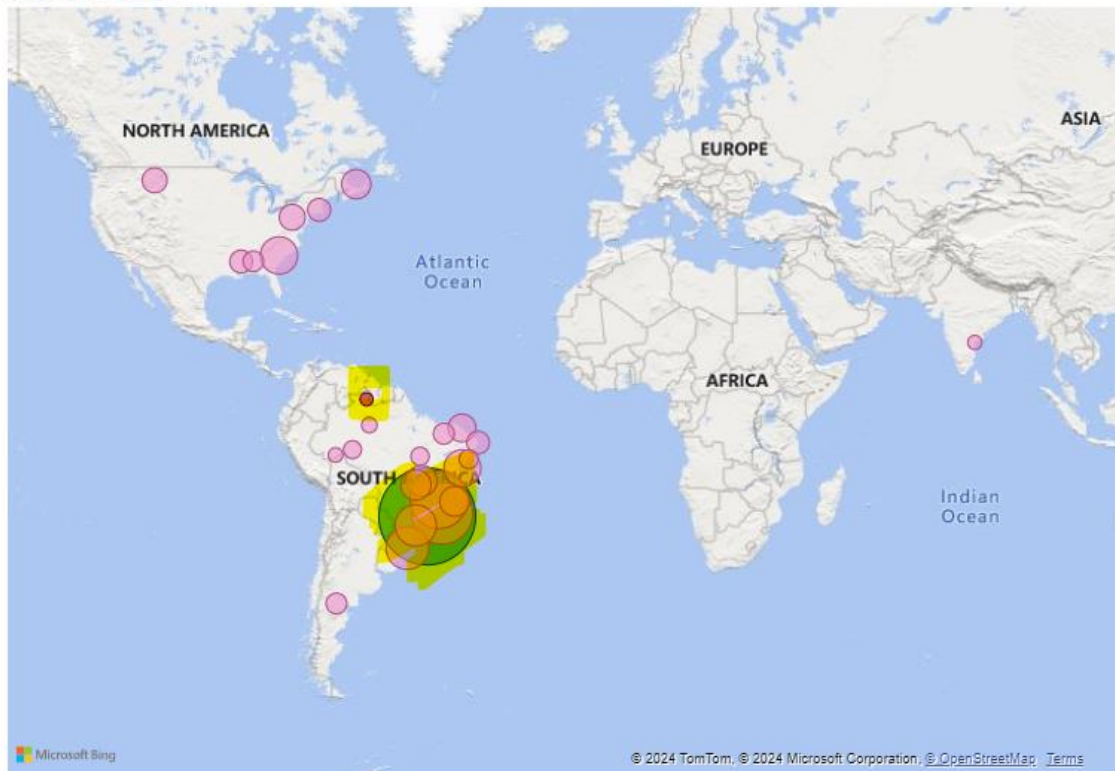 NORTH AMERICA
ASIA
EUROPE
Atlantic
Ocean
AFRICA
Indian
Ocean
Microsoft Bing
© 2024 TomTom, © 2024 Microsoft Corporation, © OpenStreetMap Terms